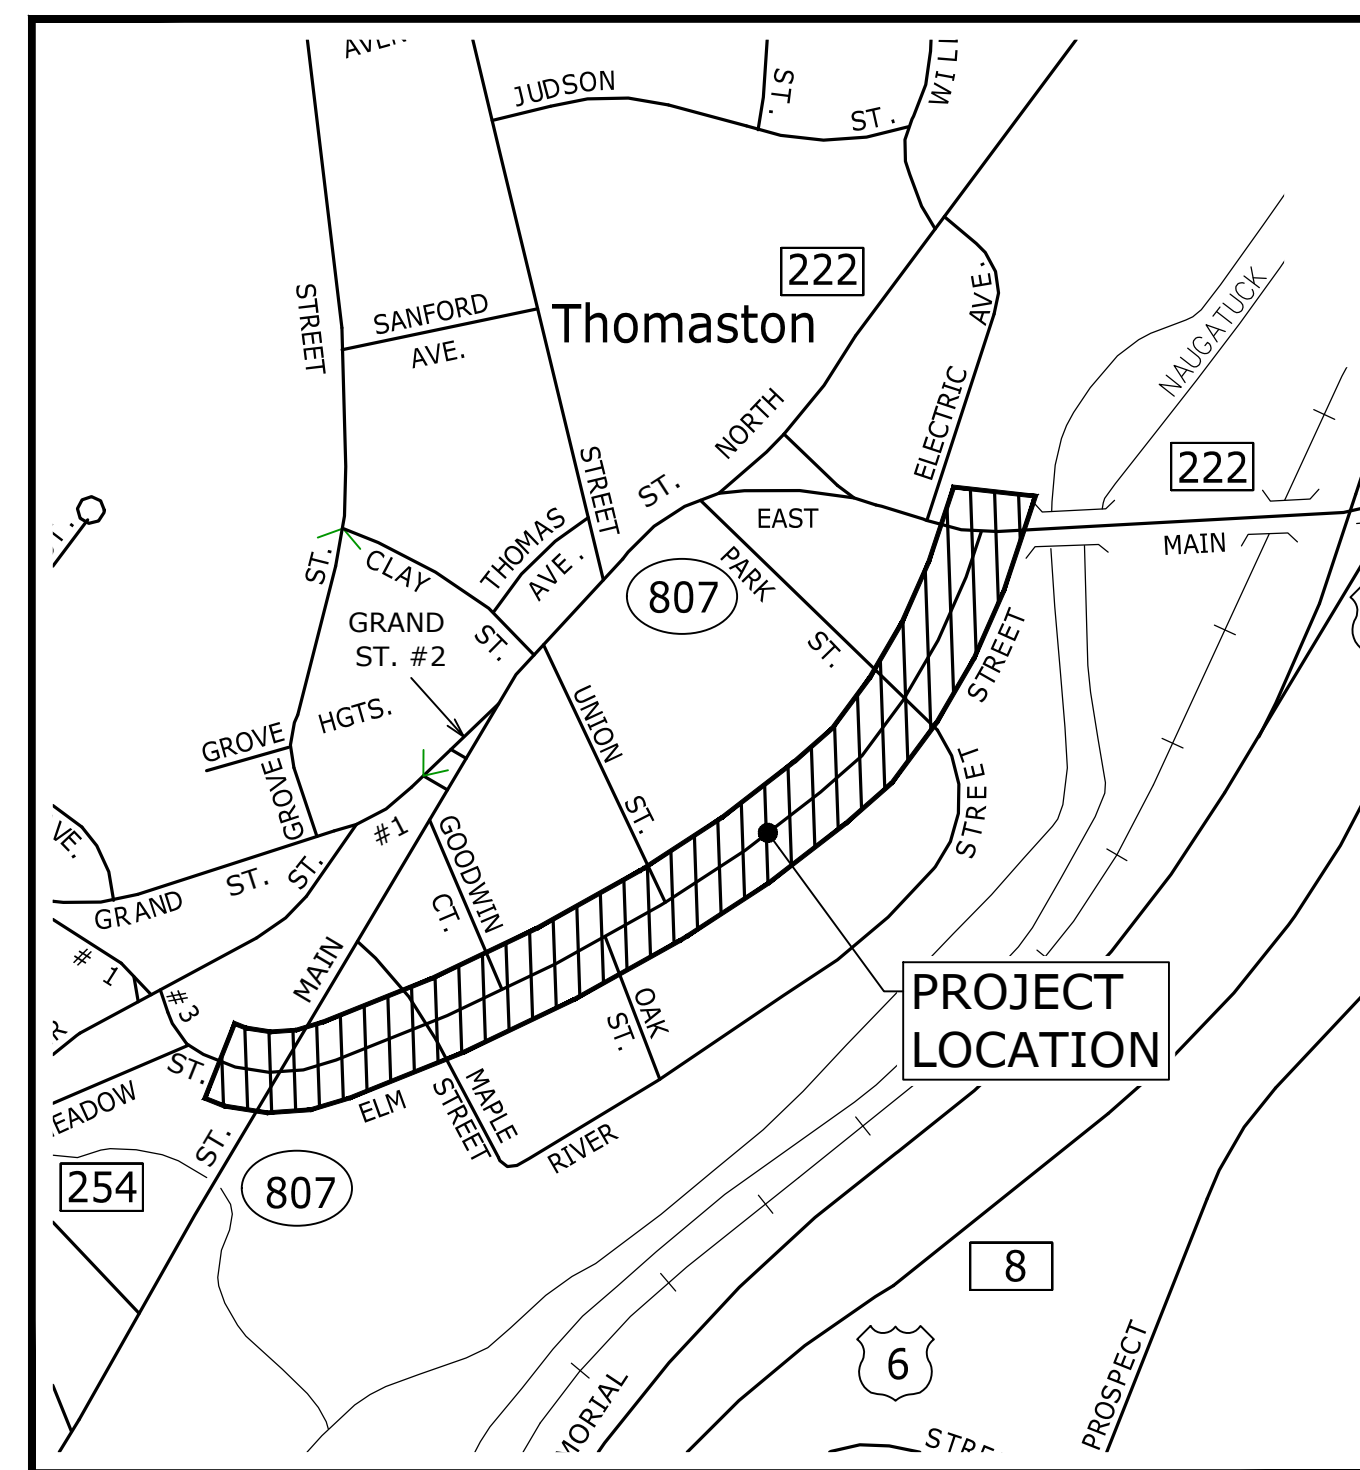 JUDSON
ST.
ST.
222
STREET
SANFORD
AVE.
Thomaston
AVE.
NORTH
ELECTRIC
NAUGATUCK
222
STREET
ST.
EAST
MAIN
THOMAS
AVE.
ST.
CLAY
PARK
807
GRAND
ST. #2
ST.
ST.
STREET
HGTS.
UNION
GROVE
GROVE
STREET
#1
GOODWIN
ST.
ST.
ST.
GRAND
CT.
# 1
MAIN
#3
OAK
ST.
PROJECT
LOCATION
ST.
MAPLE
STREET
ELM
RIVER
ST.
254
807
8
6
PROSPECT